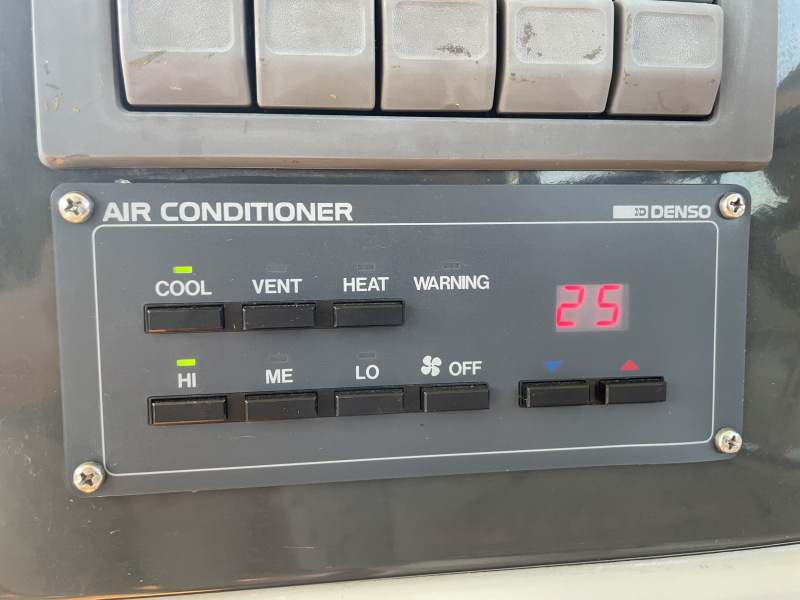 AIR CONDITIONER DENSO
COOL VENT HEAT WARNING
25
HI ME LO OFF